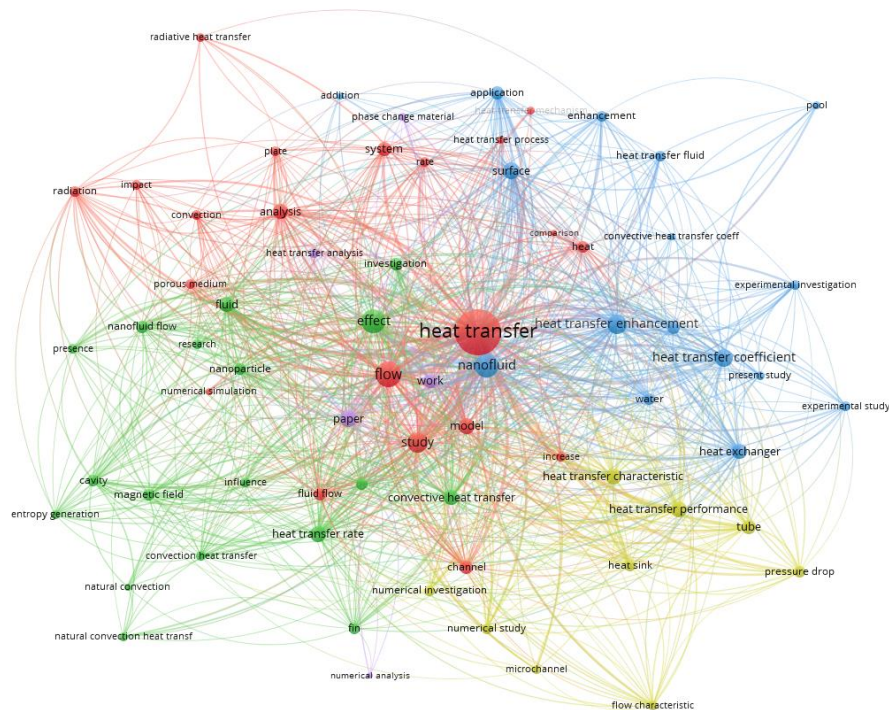 radiative heat transfer
addition
application
phase change material
heat transfer mechanism
enhancement
pool
plate
system
heat transfer process
rate
surface
heat transfer fluid
radiation
impact
convection
analysis
comparison
convective heat transfer coeff
heat
heat transfer analysis
investigation
porous medium
experimental investigation
fluid
effect
heat transfer
heat transfer enhancement
nanofluid flow
presence
research
nanofluid
heat transfer coefficient
nanoparticle
flow
work
present study
numerical simulation
water
experimental study
paper
model
study
heat exchanger
increase
cavity
influence
heat transfer characteristic
magnetic field
fluid flow
convective heat transfer
entropy generation
heat transfer performance
heat transfer rate
tube
convection heat transfer
channel
heat sink
pressure drop
natural convection
numerical investigation
natural convection heat transf
fin
numerical study
numerical analysis
microchannel
flow characteristic